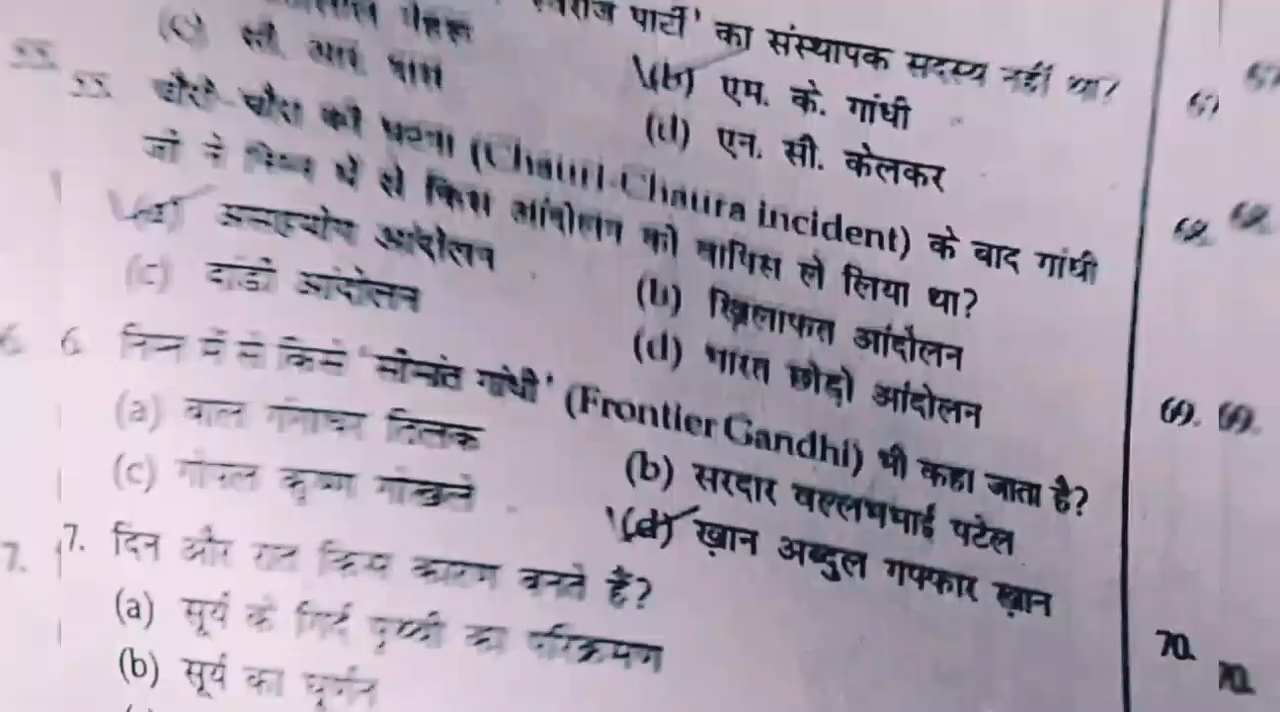 पार्टी' का संस्थापक सदस्य नहीं था?
(b) एम. के. गांधी
(c) सी. आर. दास
(d) एन. सी. केलकर
55. चौरी-चौरा की घटना (Chauri-Chaura incident) के बाद गांधी
जी ने निम्न में से किस आंदोलन को वापिस ले लिया था?
(a) असहयोग आंदोलन
(b) ख़िलाफत आंदोलन
(c) दांडी आंदोलन
(d) भारत छोड़ो आंदोलन
6. निम्न में से किसे 'सीमांत गांधी' (Frontier Gandhi) भी कहा जाता है?
(a) बाल गंगाधर तिलक
(b) सरदार वल्लभभाई पटेल
(c) गोपाल कृष्ण गोखले
(d) ख़ान अब्दुल गफ्फार ख़ान
7. दिन और रात किस कारण बनते हैं?
(a) सूर्य के गिर्द पृथ्वी का परिक्रमण
(b) सूर्य का घूर्णन
67
68.
69.
70.